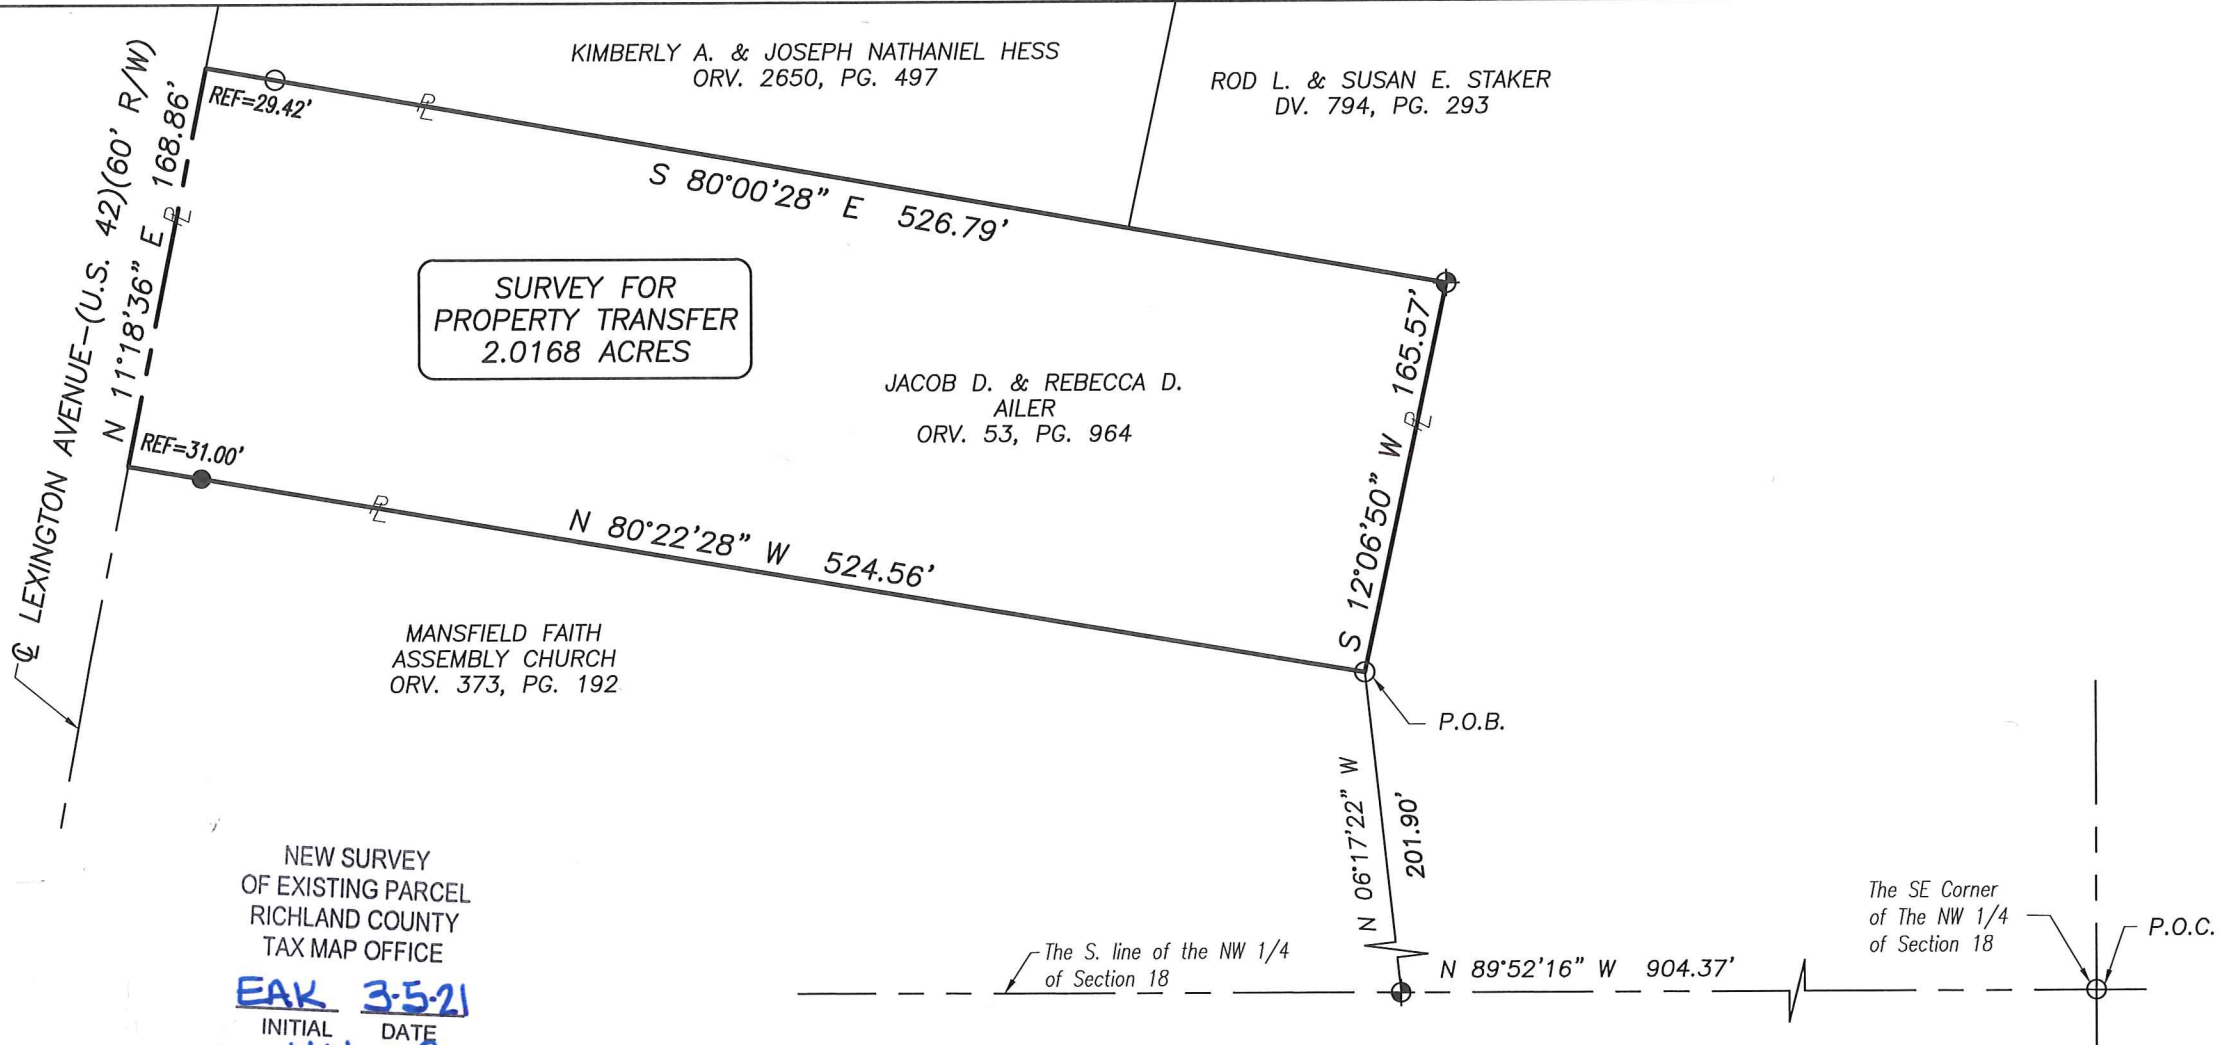 KIMBERLY A. & JOSEPH NATHANIEL HESS
ORV. 2650, PG. 497
ROD L. & SUSAN E. STAKER
DV. 794, PG. 293
REF=29.42'
LEXINGTON AVENUE-(U.S. 42)(60' R/W)
N 11°18'36" E 168.86'
PL
S 80°00'28" E 526.79'
PL
SURVEY FOR
PROPERTY TRANSFER
2.0168 ACRES
JACOB D. & REBECCA D.
AILER
ORV. 53, PG. 964
S 12°06'50" W 165.57'
PL
REF=31.00'
PL
N 80°22'28" W 524.56'
CL
MANSFIELD FAITH
ASSEMBLY CHURCH
ORV. 373, PG. 192
P.O.B.
N 06°17'22" W
201.90'
NEW SURVEY
OF EXISTING PARCEL
RICHLAND COUNTY
TAX MAP OFFICE
EAK 3-5-21
INITIAL DATE
The S. line of the NW 1/4
of Section 18
N 89°52'16" W 904.37'
The SE Corner
of The NW 1/4
of Section 18
P.O.C.